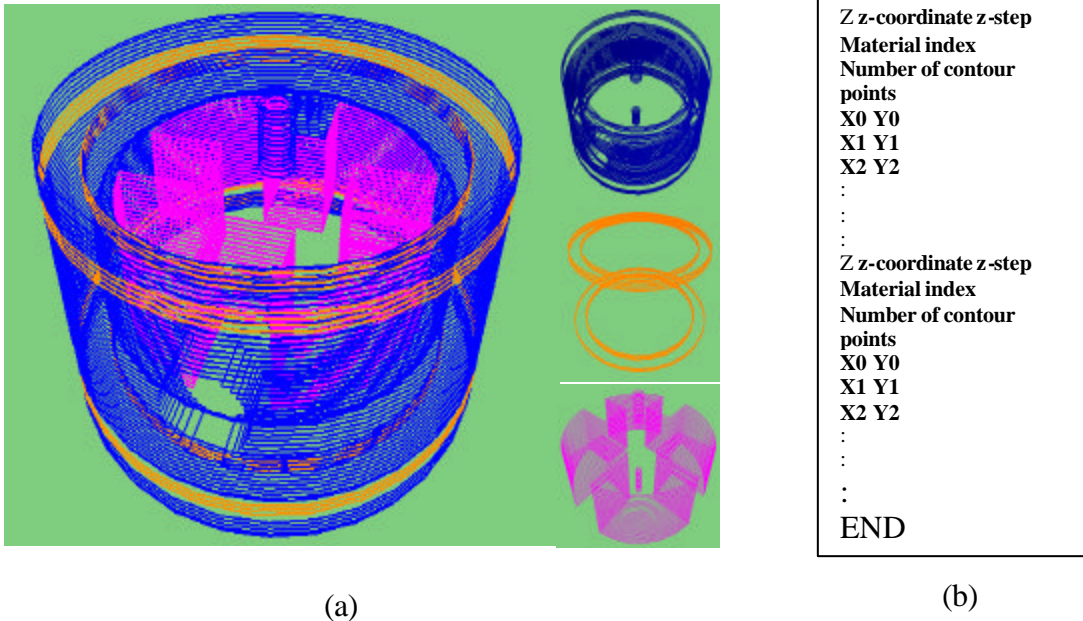 Z z-coordinate z-step
Material index
Number of contour
points
X0 Y0
X1 Y1
X2 Y2
:
:
:
Z z-coordinate z-step
Material index
Number of contour
points
X0 Y0
X1 Y1
X2 Y2
:
:
:
END
(a)
(b)